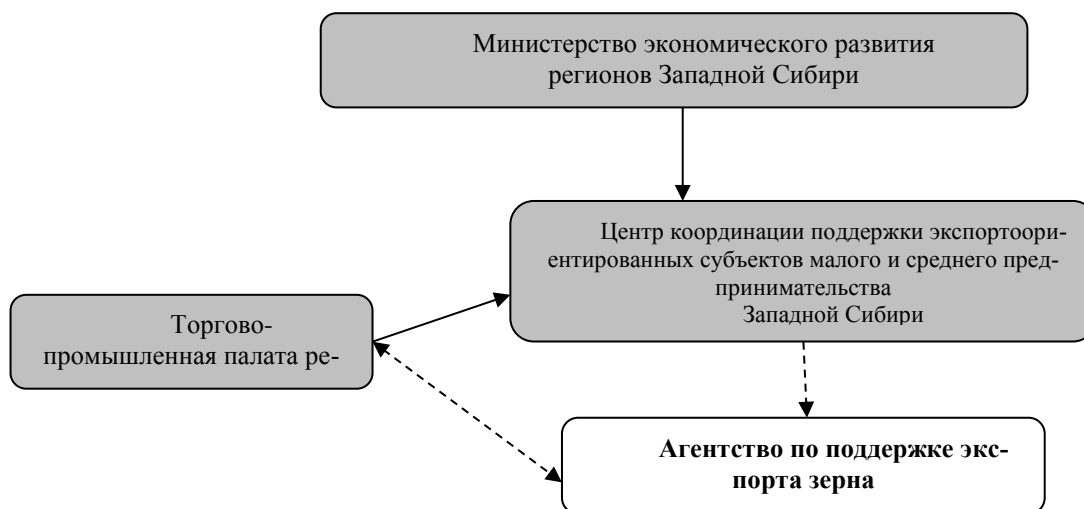 Министерство экономического развития
регионов Западной Сибири
Центр координации поддержки экспортоори-
ентированных субъектов малого и среднего пред-
принимательства
Западной Сибири
Торгово-
промышленная палата ре-
Агентство по поддержке экс-
порта зерна